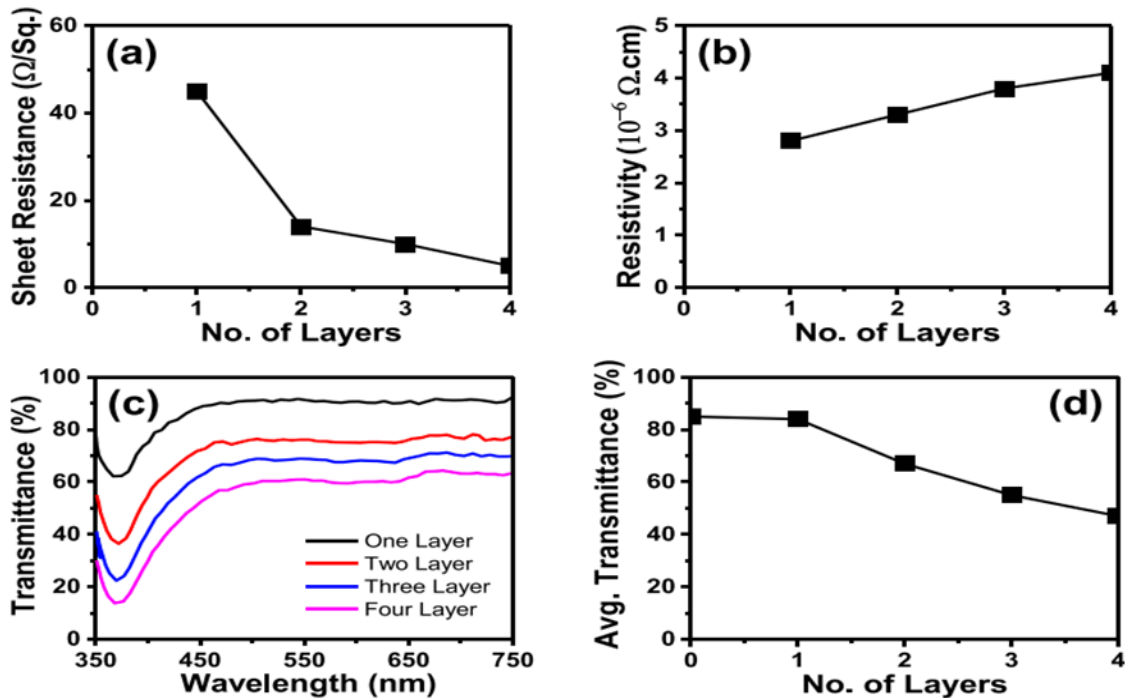 (a)
Sheet Resistance (Ω/Sq.)
60
40
20
0
0 1 2 3 4
No. of Layers
(b)
Resistivity (10⁻⁶ Ω.cm)
5
4
3
2
1
0
0 1 2 3 4
No. of Layers
(c)
Transmittance (%)
100
80
60
40
20
0
One Layer
Two Layer
Three Layer
Four Layer
350 450 550 650 750
Wavelength (nm)
(d)
Avg. Transmittance (%)
100
80
60
40
20
0
0 1 2 3 4
No. of Layers